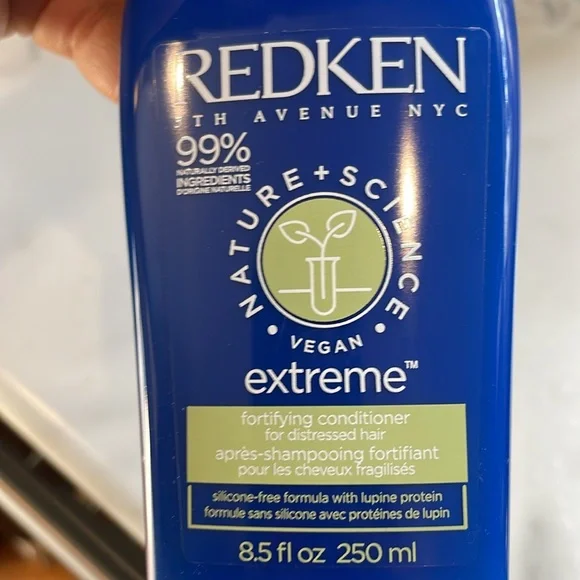 REDKEN
TH AVENUE NYC
99%
NATURALLY DERIVED
INGREDIENTS
D'ORIGINE NATURELLE
NATURE + SCIENCE
• VEGAN •
extreme™
fortifying conditioner
for distressed hair
après-shampooing fortifiant
pour les cheveux fragilisés
silicone-free formula with lupine protein
formule sans silicone avec protéines de lupin
8.5 fl oz 250 ml